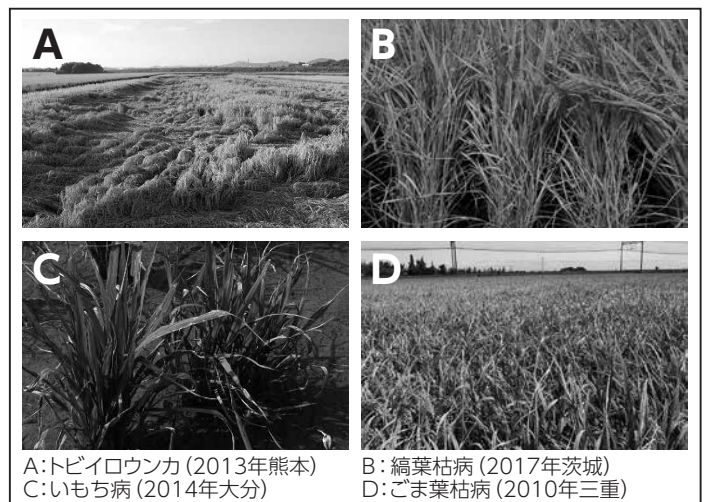 A
B
C
D
A：トビイロウンカ（2013年熊本）
B：縞葉枯病（2017年茨城）
C：いもち病（2014年大分）
D：ごま葉枯病（2010年三重）